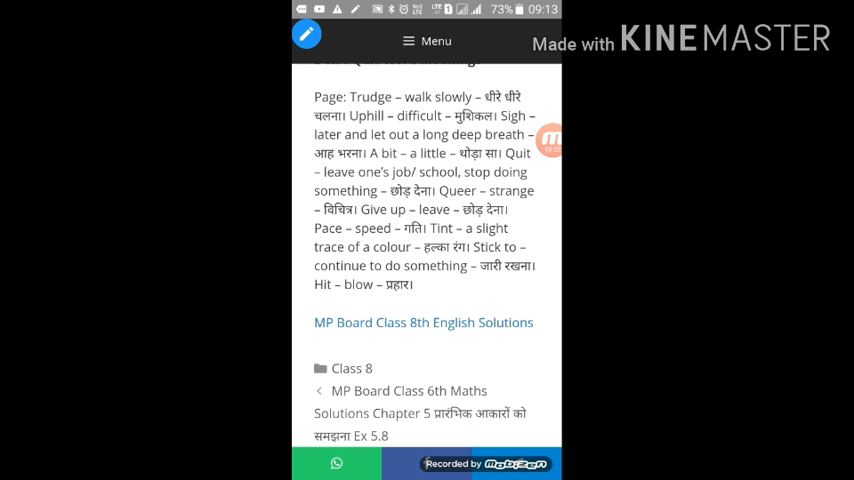 73% 09:13
Menu
Made with KINEMASTER
Page: Trudge – walk slowly – धीरे धीरे
चलना। Uphill – difficult – मुशिकल। Sigh –
later and let out a long deep breath –
आह भरना। A bit – a little – थोड़ा सा। Quit
– leave one's job/ school, stop doing
something – छोड़ देना। Queer – strange
– विचित्र। Give up – leave – छोड़ देना।
Pace – speed – गति। Tint – a slight
trace of a colour – हल्का रंग। Stick to –
continue to do something – जारी रखना।
Hit – blow – प्रहार।
MP Board Class 8th English Solutions
Class 8
MP Board Class 6th Maths
Solutions Chapter 5 प्रारंभिक आकारों को
समझना Ex 5.8
Recorded by mobizen